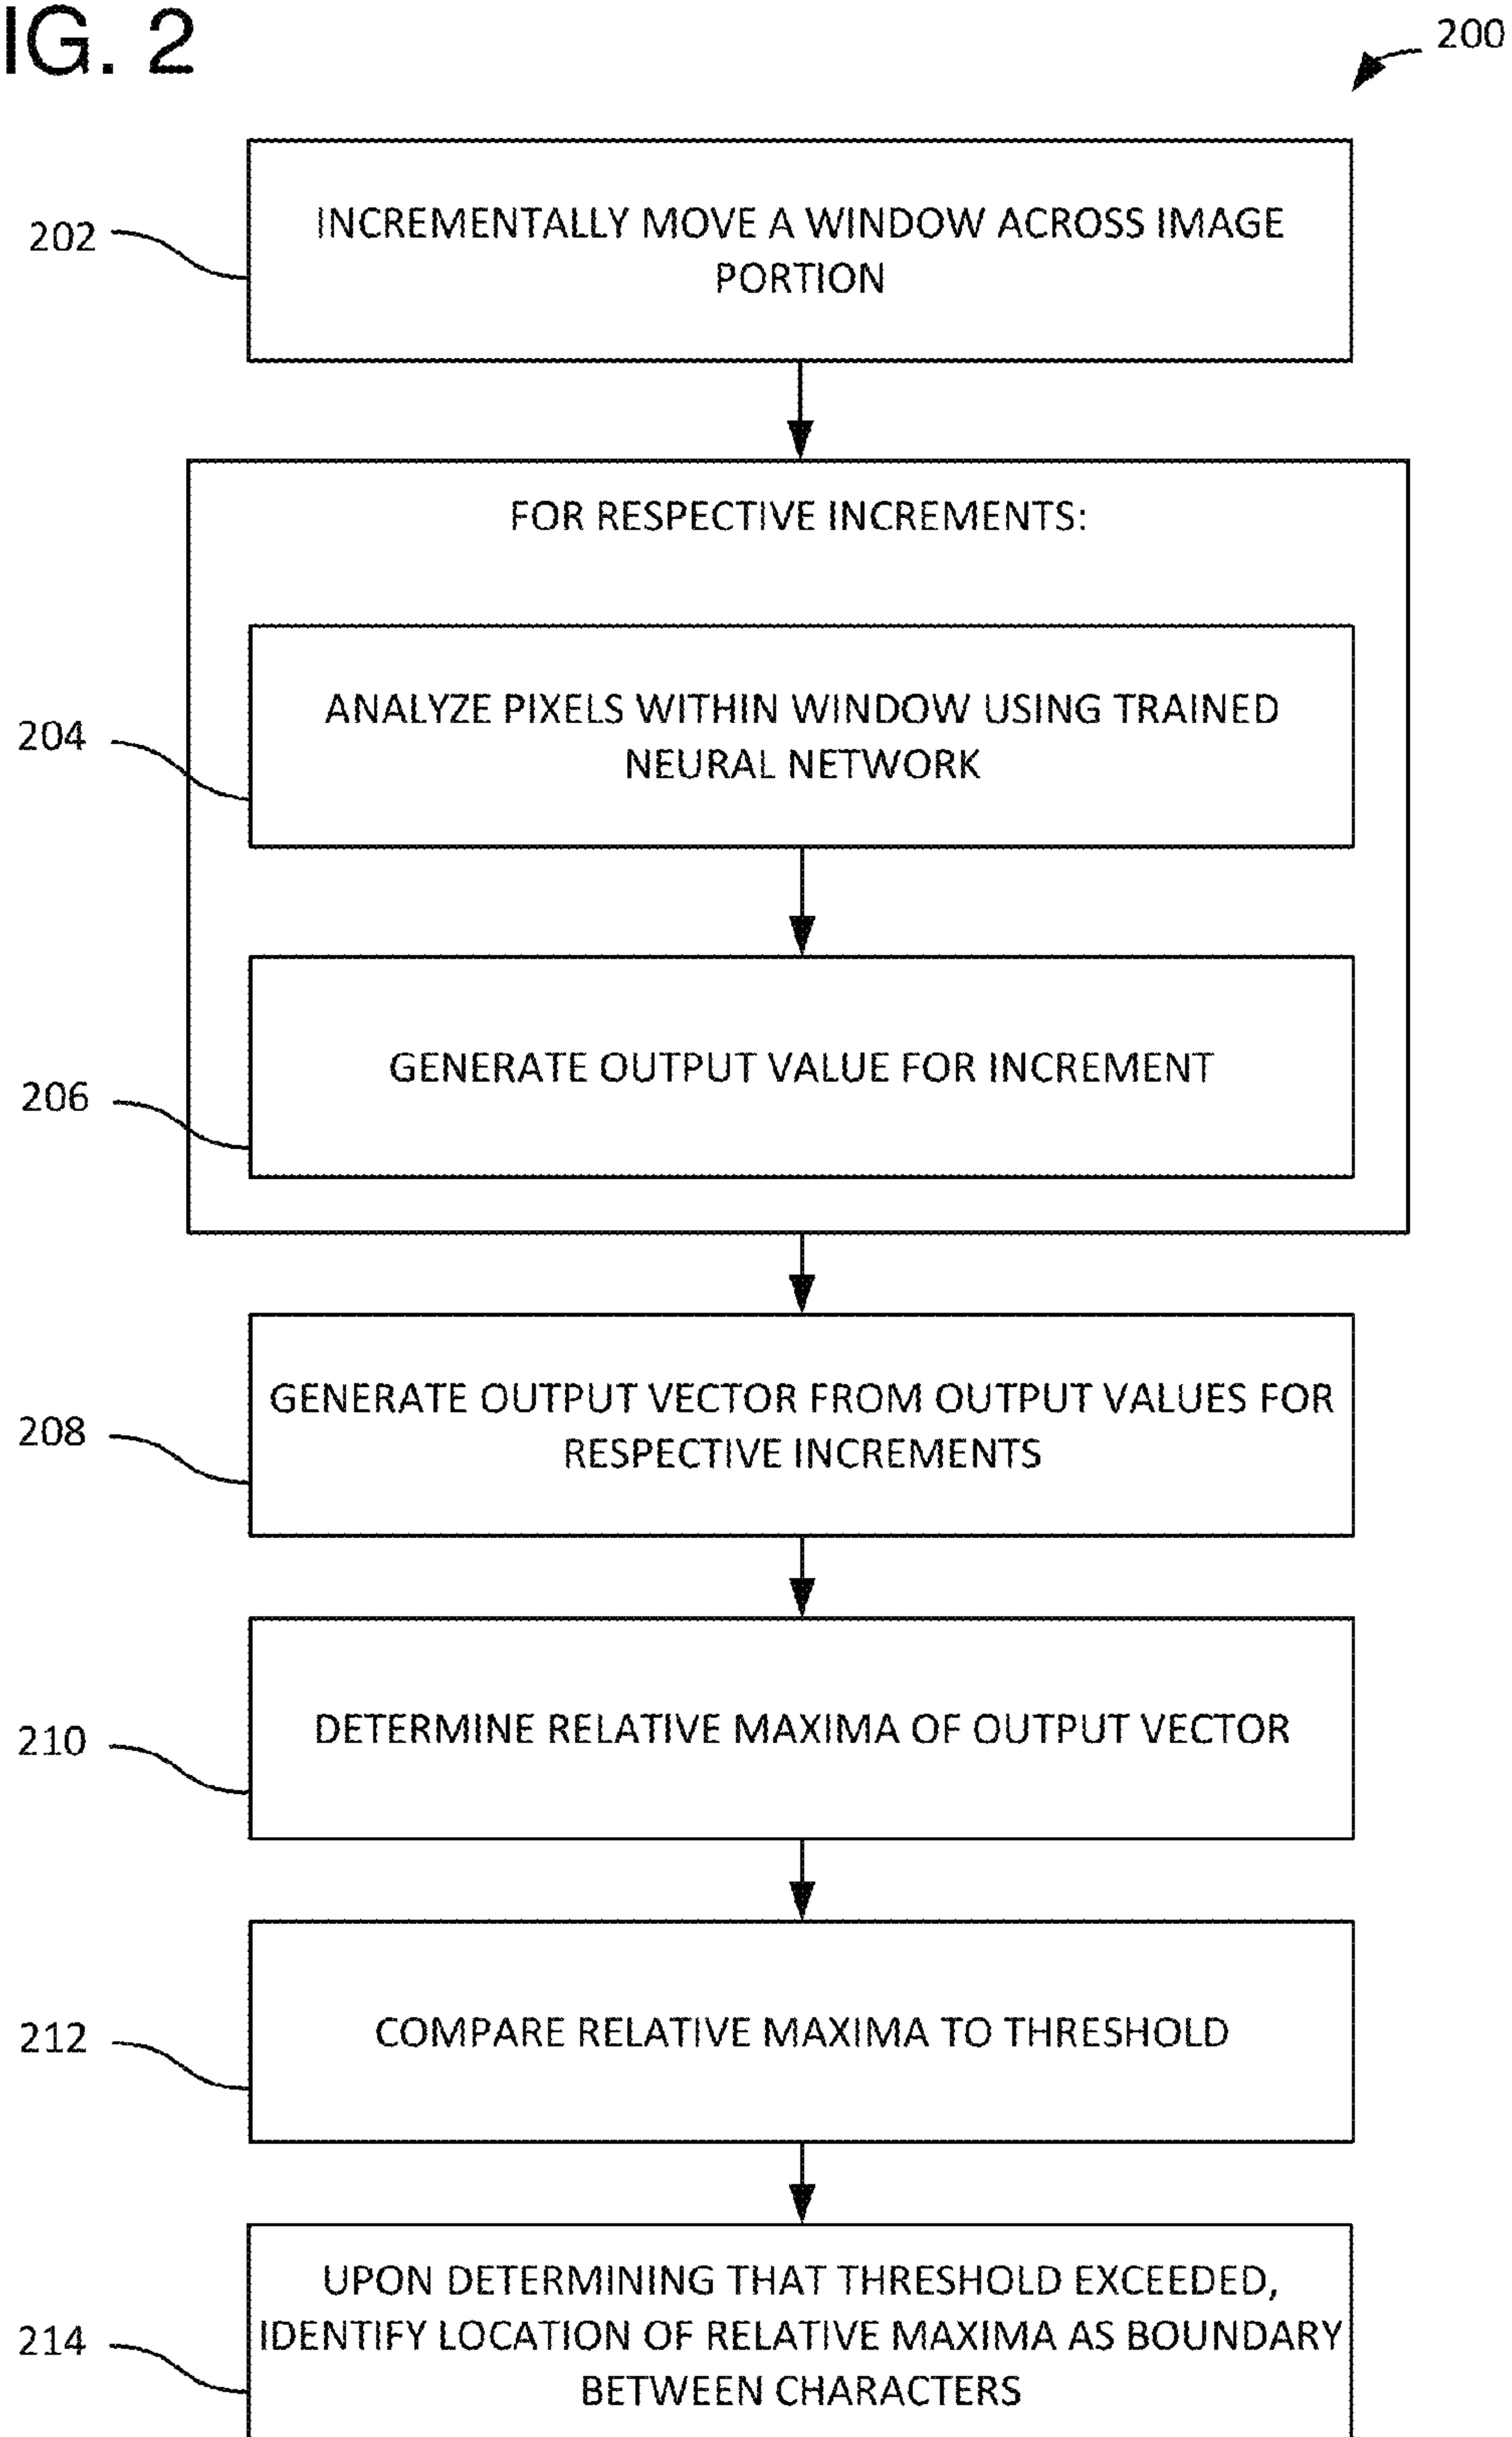 IG. 2
200
202
INCREMENTALLY MOVE A WINDOW ACROSS IMAGE
PORTION
FOR RESPECTIVE INCREMENTS:
204
ANALYZE PIXELS WITHIN WINDOW USING TRAINED
NEURAL NETWORK
206
GENERATE OUTPUT VALUE FOR INCREMENT
208
GENERATE OUTPUT VECTOR FROM OUTPUT VALUES FOR
RESPECTIVE INCREMENTS
210
DETERMINE RELATIVE MAXIMA OF OUTPUT VECTOR
212
COMPARE RELATIVE MAXIMA TO THRESHOLD
214
UPON DETERMINING THAT THRESHOLD EXCEEDED,
IDENTIFY LOCATION OF RELATIVE MAXIMA AS BOUNDARY
BETWEEN CHARACTERS